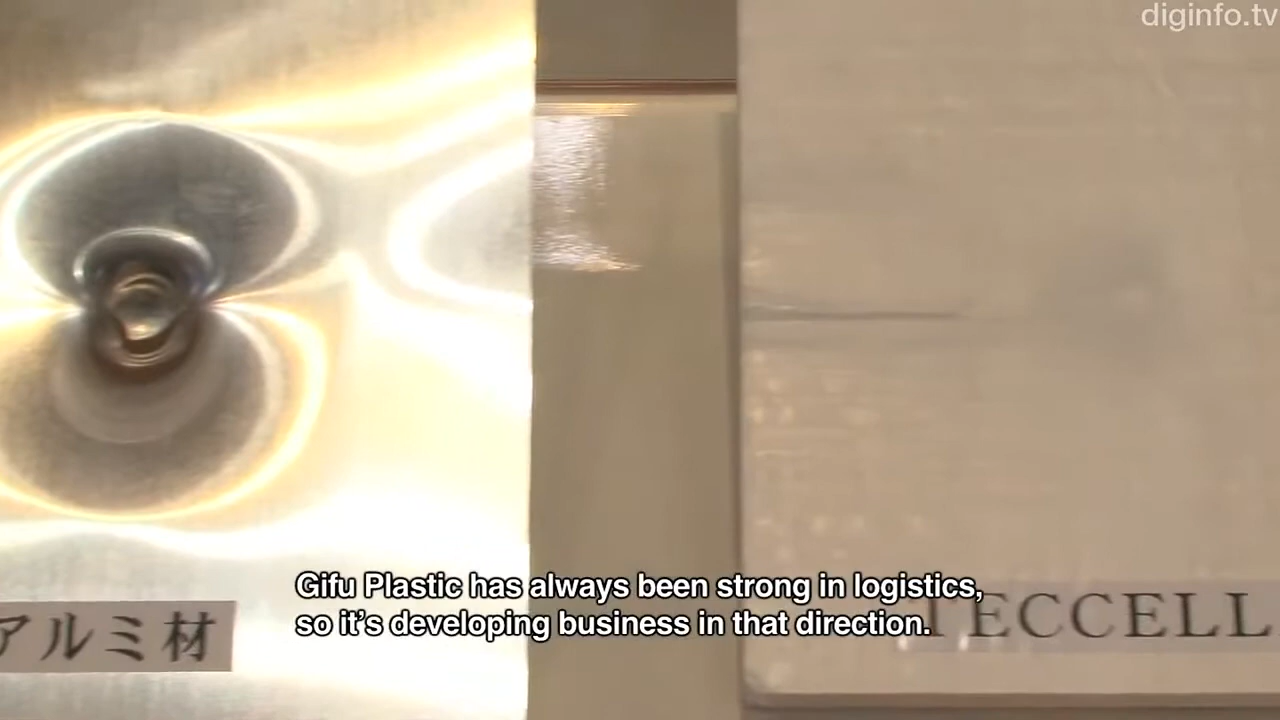 diginfo.tv
Gifu Plastic has always been strong in logistics,
so it's developing business in that direction.
アルミ材
TECCELL